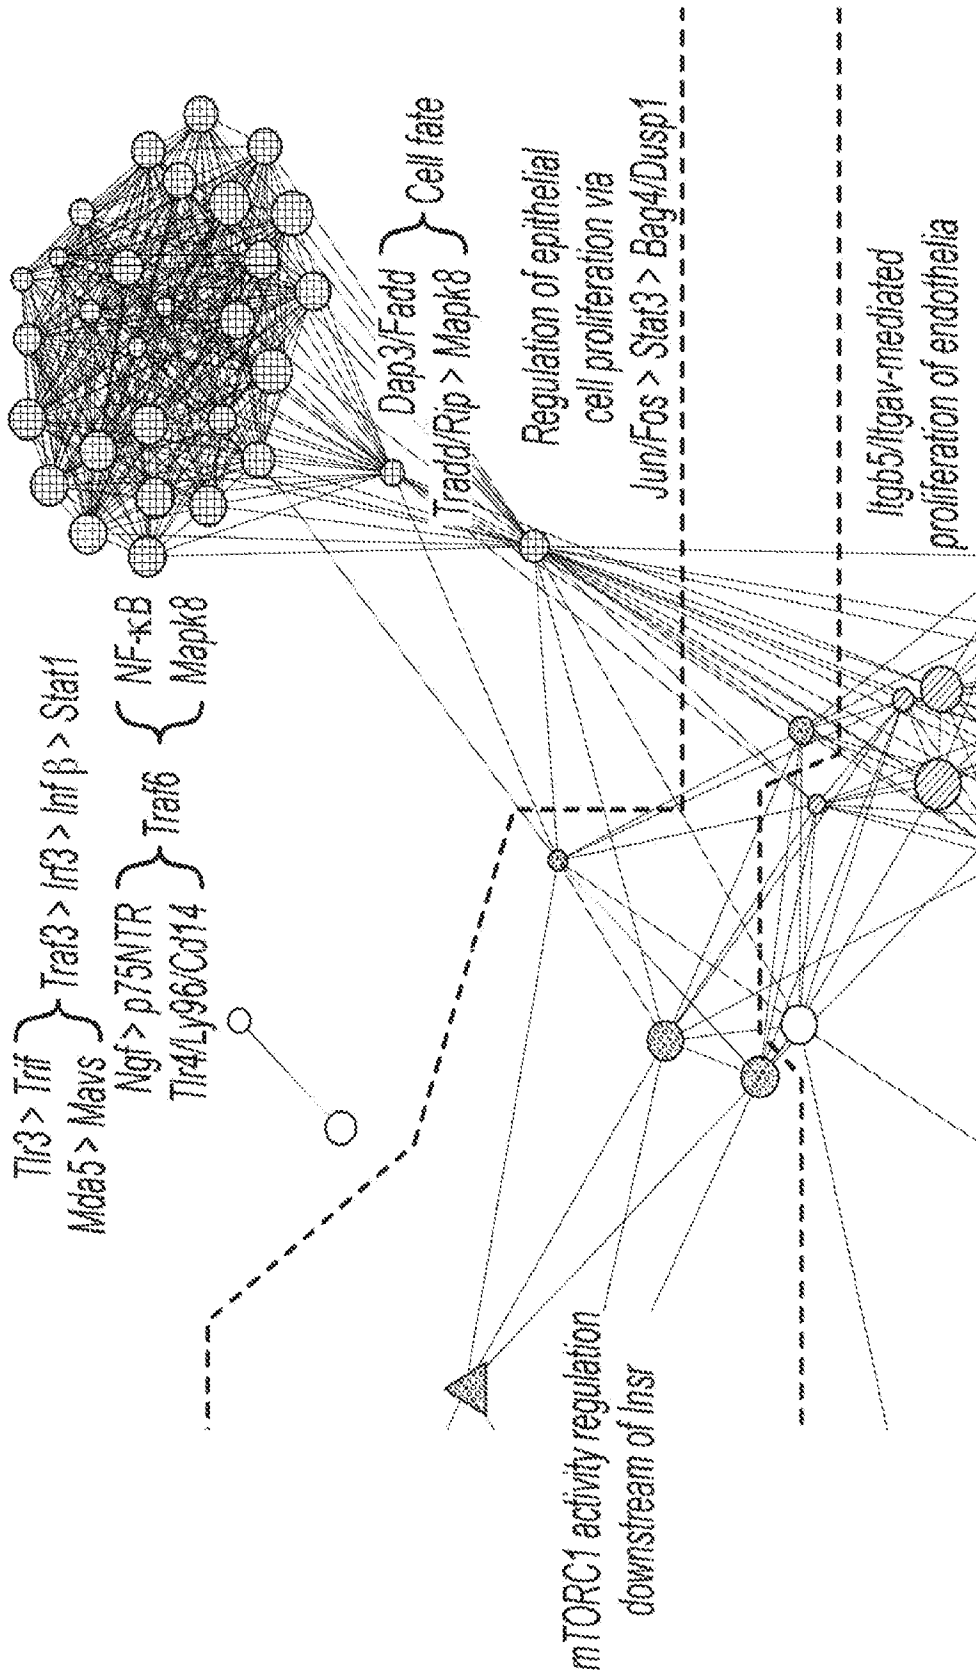 Tlr3 > Trif
Mda5 > Mavs
Traf3 > Irf3 > Inf β > Stat1
Ngf > p75NTR
Tlr4/Ly96/Cd14
Traf6
NF-κB
Mapk8
Dap3/Fadd
Tradd/Rip > Mapk8
Cell fate
Regulation of epithelial
cell proliferation via
Jun/Fos > Stat3 > Bag4/Dusp1
mTORC1 activity regulation
downstream of Insr
Itgb5/Itgav-mediated
proliferation of endothelia